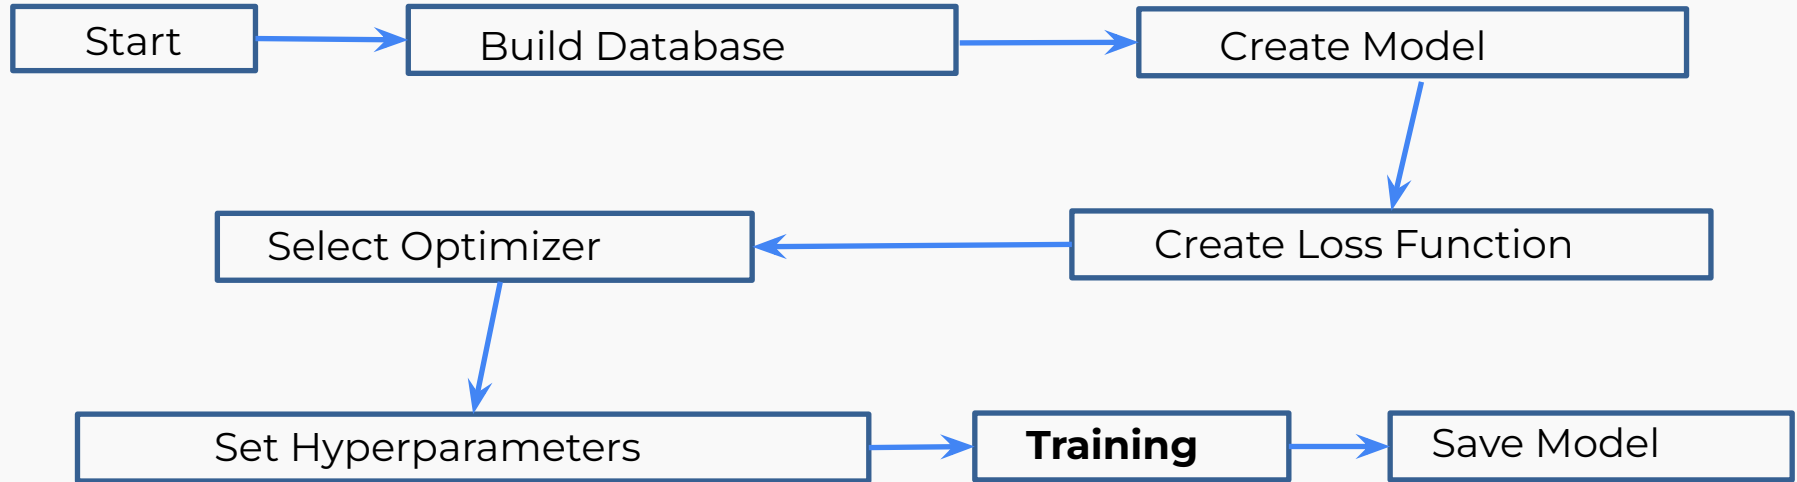 Start
Build Database
Create Model
Select Optimizer
Create Loss Function
Set Hyperparameters
Training
Save Model